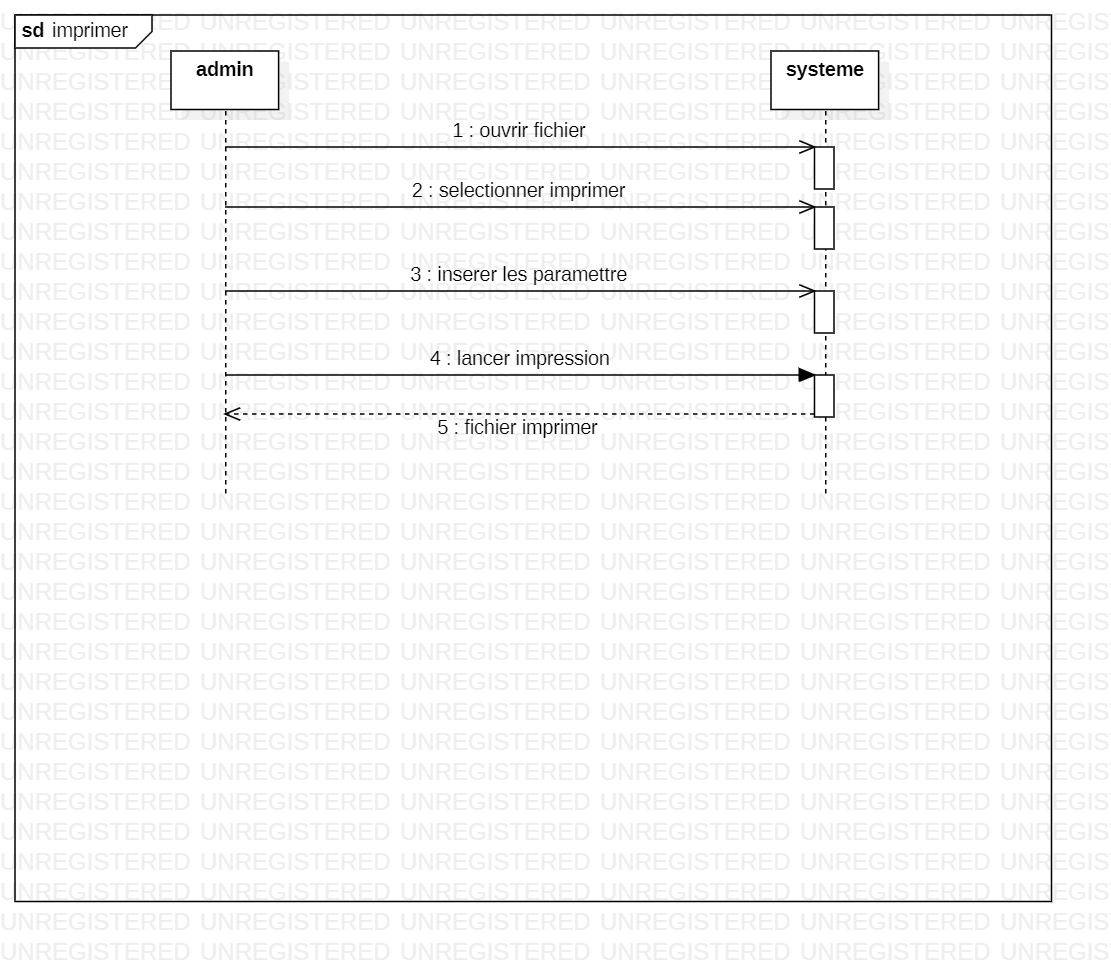 sd imprimer
admin
systeme
1 : ouvrir fichier
2 : selectionner imprimer
3 : inserer les paramettre
4 : lancer impression
5 : fichier imprimer
UNREGISTERED